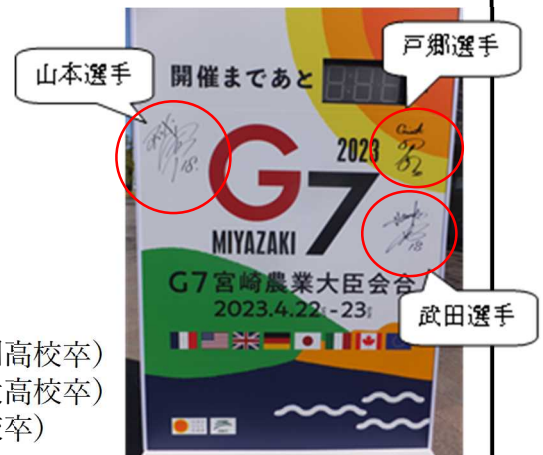 戸郷選手
山本選手
開催まであと
2023
G7
MIYAZAKI
18
武田選手
G7宮崎農業大臣会合
2023.4.22-23
高校卒）
高校卒）
卒）